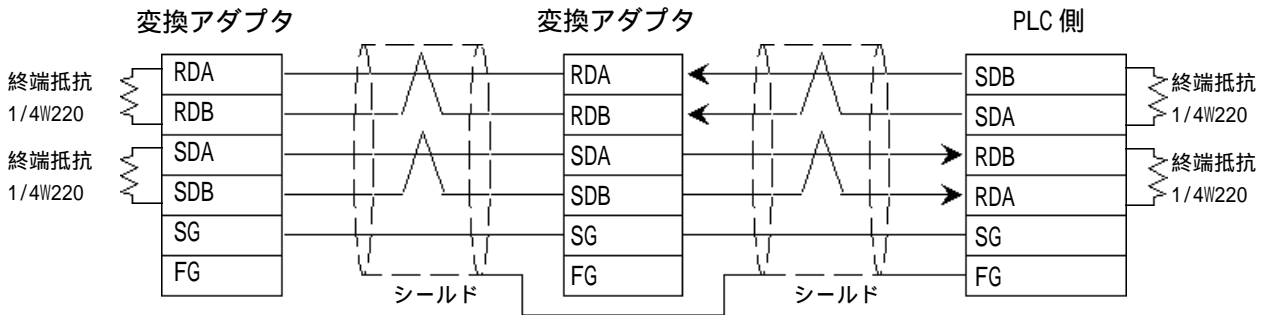 変換アダプタ
変換アダプタ
PLC 側
終端抵抗
1/4W220
終端抵抗
1/4W220
RDA
RDB
SDA
SDB
SG
FG
シールド
RDA
RDB
SDA
SDB
SG
FG
シールド
SDB
SDA
RDB
RDA
SG
FG
終端抵抗
1/4W220
終端抵抗
1/4W220